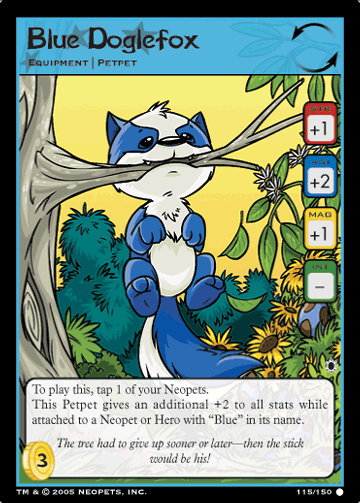 Blue Doglefox
EQUIPMENT | PETPET
STR
+1
+2
MAG
+1
INT
–
To play this, tap 1 of your Neopets.
This Petpet gives an additional +2 to all stats while
attached to a Neopet or Hero with “Blue” in its name.
The tree had to give up sooner or later—then the stick
would be his!
3
TM & © 2005 NEOPETS, INC.
115/150